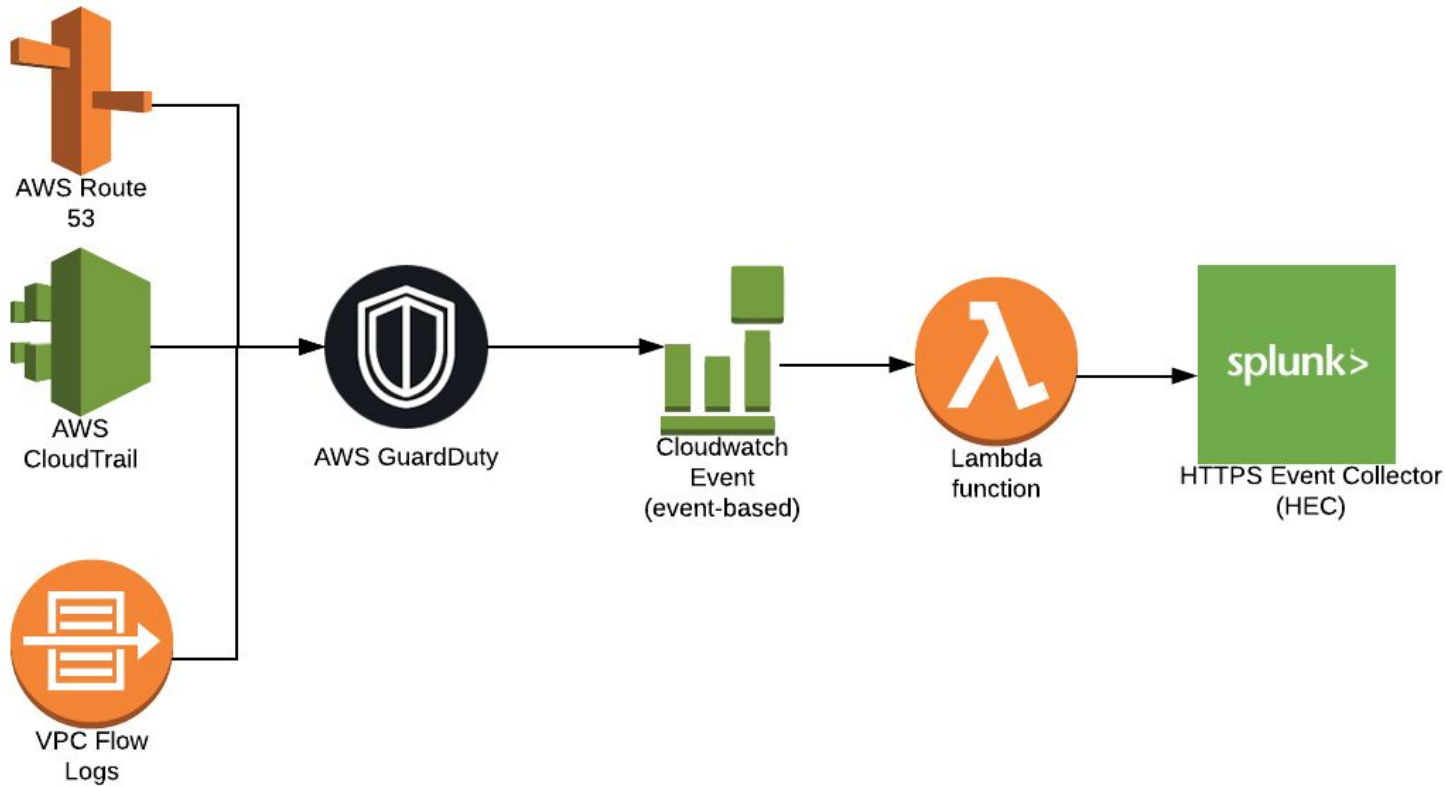 AWS Route
53
AWS
CloudTrail
VPC Flow
Logs
AWS GuardDuty
Cloudwatch
Event
(event-based)
Lambda
function
splunk>
HTTPS Event Collector
(HEC)